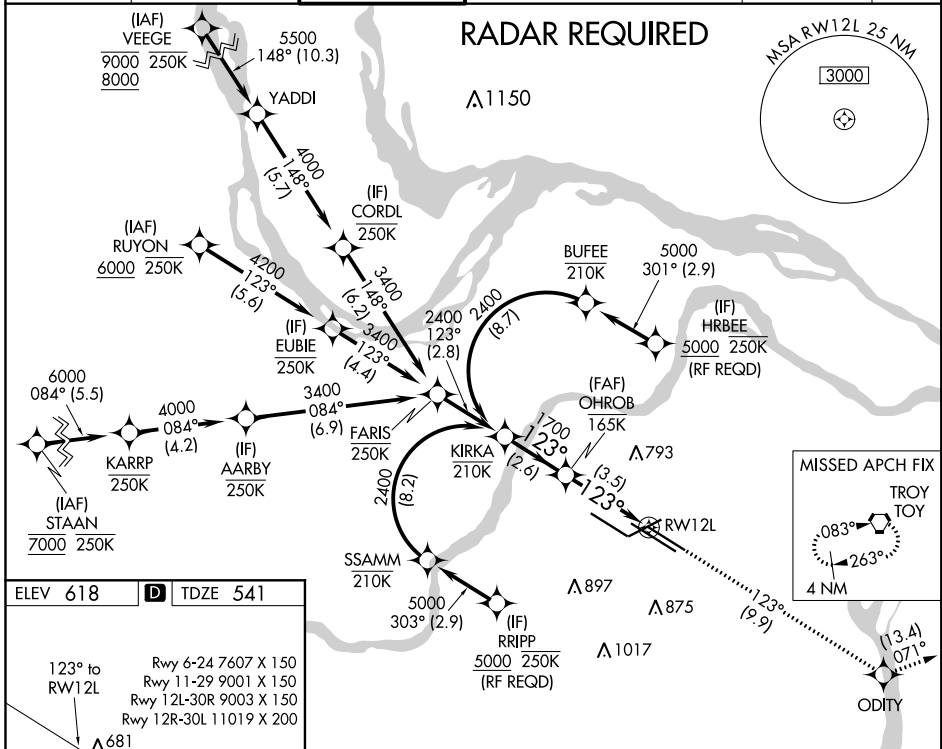 RADAR REQUIRED
(IAF)
VEEGE
9000 250K
8000
5500
148° (10.3)
YADDI
1150
MSA RW12L 25 NM
3000
4000
148°
(5.7)
(IF)
CORDL
250K
(IAF)
RUYON
6000 250K
4200
123°
(5.6)
3400
148°
(6.2)
BUFEE
210K
5000
301° (2.9)
(IF)
HRBEE
5000 250K
(RF REQD)
(IF)
EUBIE
250K
3400
123°
(4.4)
2400
123°
(2.8)
2400
(8.7)
6000
084° (5.5)
4000
084°
(4.2)
3400
084°
(6.9)
FARIS
250K
(FAF)
OHROB
165K
KARRP
250K
(IF)
AARBY
250K
KIRKA
210K
1700
123°
(2.6)
793
(3.5)
123°
RW12L
(IAF)
STAAN
7000 250K
2400
(8.2)
SSAMM
210K
MISSED APCH FIX
TROY
TOY
083°
263°
4 NM
5000
303° (2.9)
(IF)
RRIPP
5000 250K
(RF REQD)
897
875
1017
123°
(9.9)
(13.4)
071°
ODITY
ELEV 618
D
TDZE 541
123° to
RW12L
Rwy 6-24 7607 X 150
Rwy 11-29 9001 X 150
Rwy 12L-30R 9003 X 150
Rwy 12R-30L 11019 X 200
681